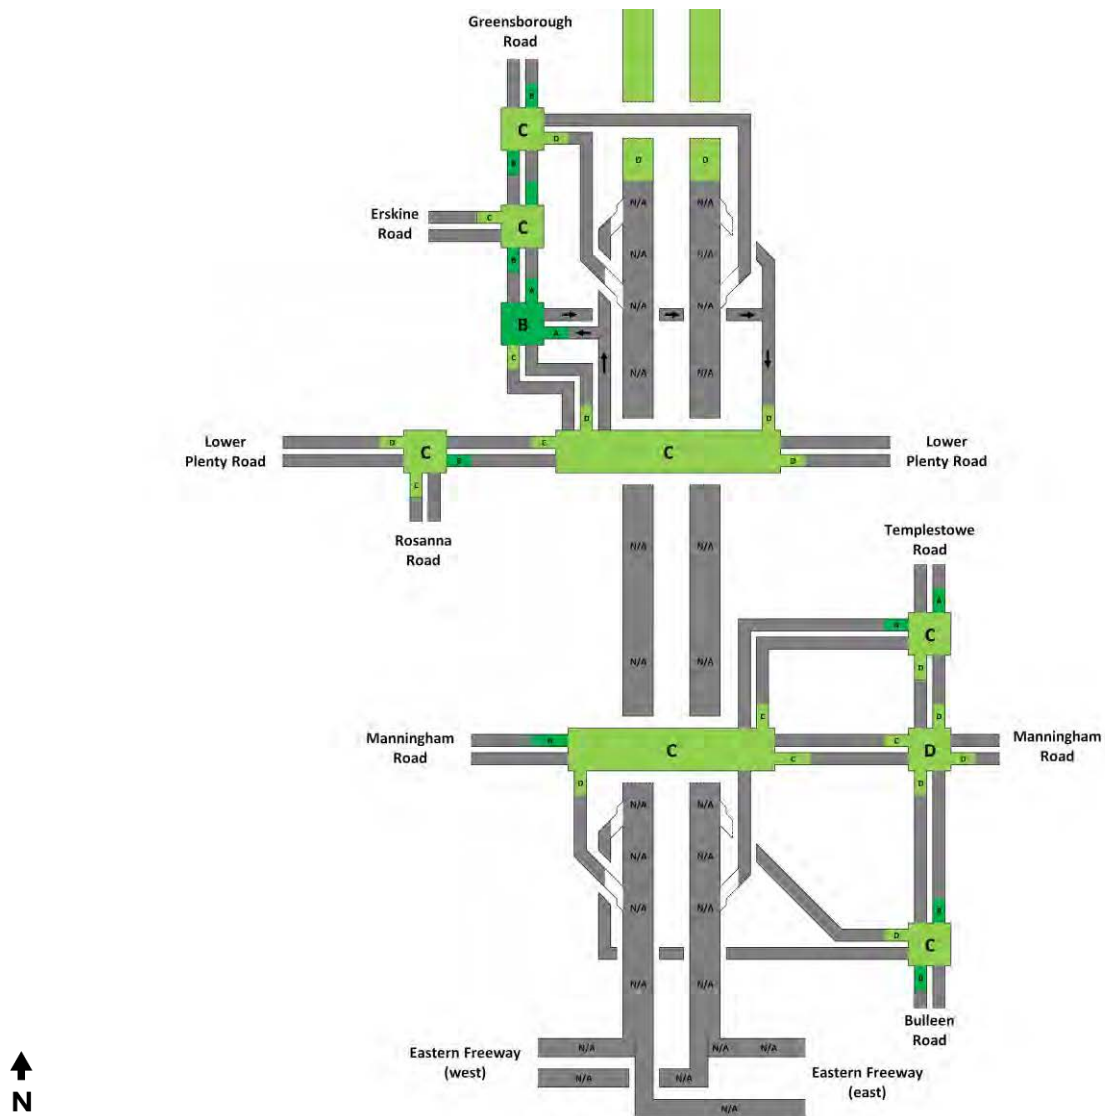 Greensborough
Road
B
C
D
B
D
D
N/A
N/A
Erskine
Road
C
C
B
N/A
N/A
N/A
N/A
B
A
C
N/A
N/A
D
D
Lower
Plenty Road
D
C
C
C
D
Lower
Plenty Road
C
Rosanna
Road
N/A
N/A
Templestowe
Road
A
C
D
N/A
N/A
Manningham
Road
C
C
C
D
C
D
D
Manningham
Road
D
D
N/A
N/A
N/A
N/A
N/A
N/A
D
C
N/A
N/A
Bulleen
Road
Eastern Freeway
(west)
N/A
N/A
N/A
N/A
N/A
N/A
Eastern Freeway
(east)
N